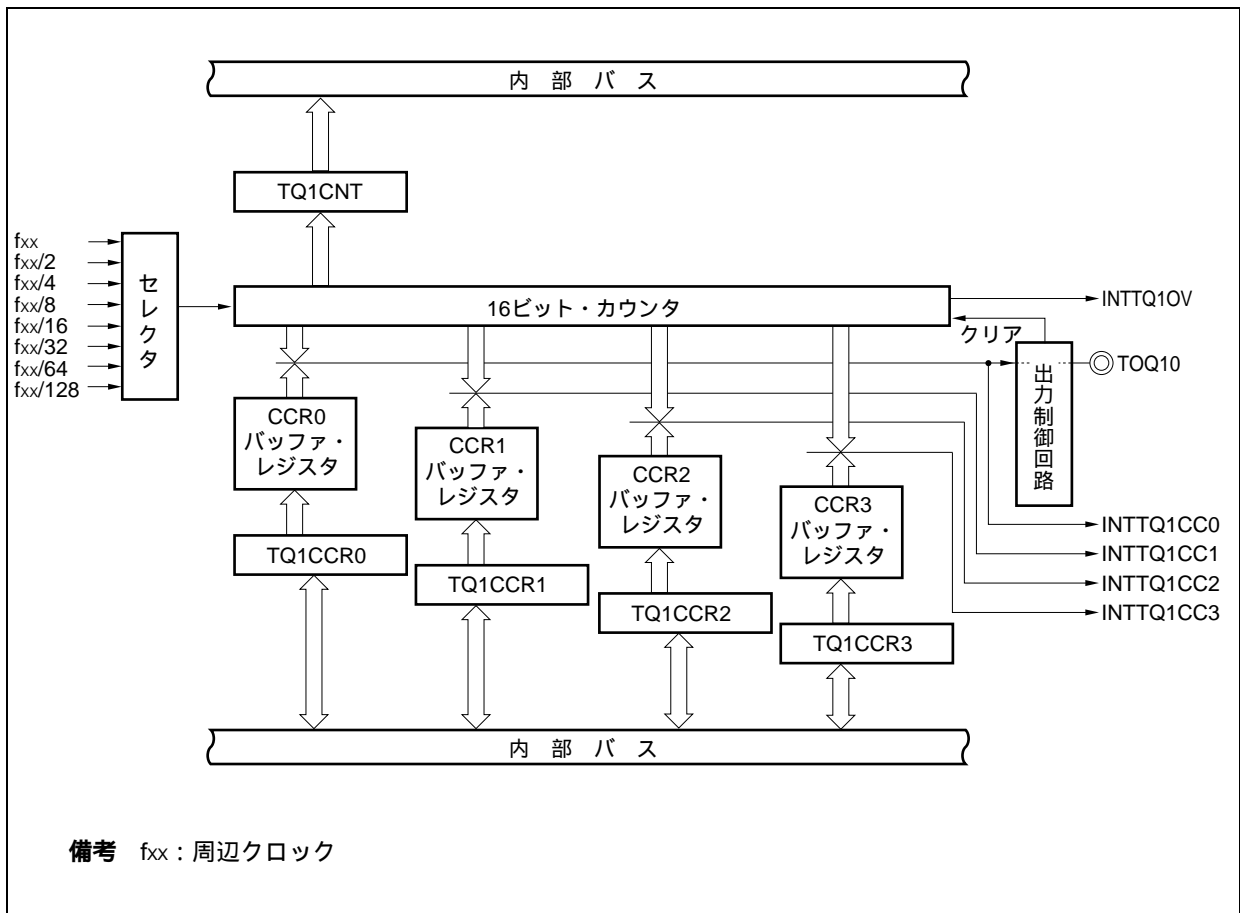 内 部 バ ス
TQ1CNT
fxx
fxx/2
fxx/4
fxx/8
fxx/16
fxx/32
fxx/64
fxx/128
セレクタ
16ビット・カウンタ
INTTQ1OV
クリア
出力制御回路
TOQ10
CCR0
バッファ・
レジスタ
CCR1
バッファ・
レジスタ
CCR2
バッファ・
レジスタ
CCR3
バッファ・
レジスタ
INTTQ1CC0
INTTQ1CC1
INTTQ1CC2
INTTQ1CC3
TQ1CCR0
TQ1CCR1
TQ1CCR2
TQ1CCR3
内 部 バ ス
備考 fxx：周辺クロック